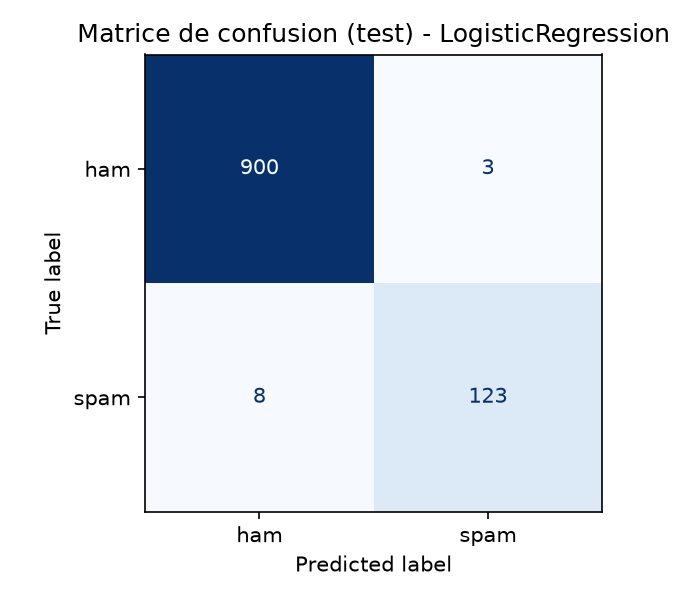 Matrice de confusion (test) - LogisticRegression
ham
900
3
True label
spam
8
123
ham
spam
Predicted label